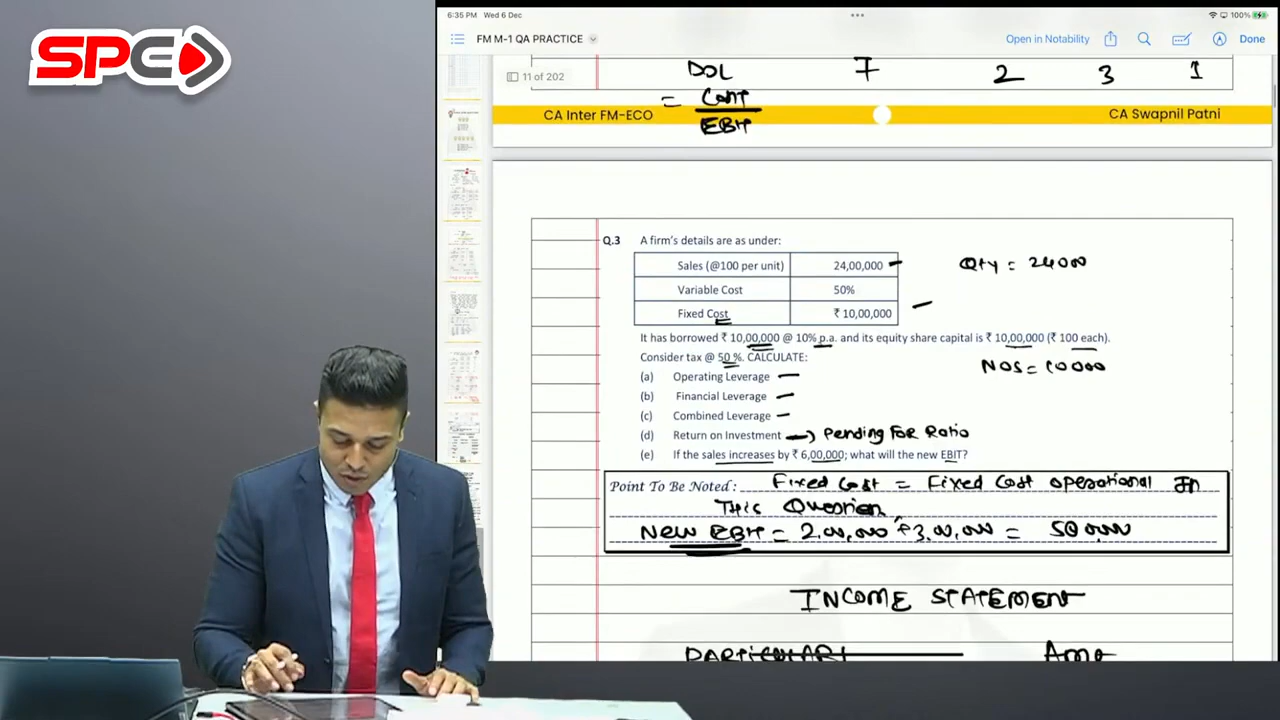 6:35 PM Wed 6 Dec
100%
FM M-1 QA PRACTICE
Open in Notability
Done
SPC
11 of 202
DOL 7 2 3 1
= Cont
EBIT
CA Inter FM-ECO
CA Swapnil Patni
Q.3 A firm's details are as under:
Sales (@100 per unit) 24,00,000
Qty = 24000
Variable Cost 50%
Fixed Cost ₹ 10,00,000
It has borrowed ₹ 10,00,000 @ 10% p.a. and its equity share capital is ₹ 10,00,000 (₹ 100 each).
Consider tax @ 50 %. CALCULATE:
NOS = 10000
(a) Operating Leverage
(b) Financial Leverage
(c) Combined Leverage
(d) Return on Investment → Pending For Ratio
(e) If the sales increases by ₹ 6,00,000; what will the new EBIT?
Point To Be Noted : Fixed Cost = Fixed Cost operational In
This Question
New EBIT = 2,00,000 + 3,00,000 = 500,000
INCOME STATEMENT
PARTICULARS Amo